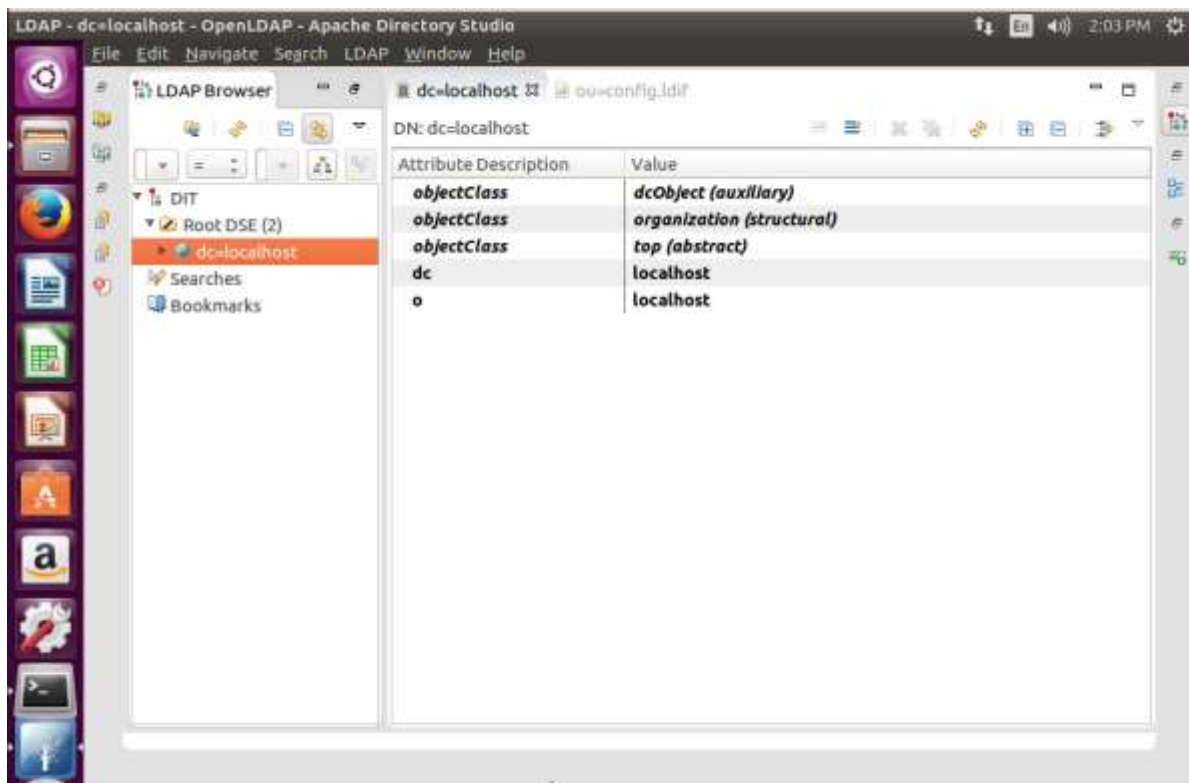 LDAP - dc=localhost - OpenLDAP - Apache Directory Studio
En
2:03 PM
File Edit Navigate Search LDAP Window Help
LDAP Browser
dc=localhost
ou=config.ldif
DN: dc=localhost
=
Attribute Description Value
DIT
Root DSE (2)
dc=localhost
Searches
Bookmarks
objectClass dcObject (auxiliary)
objectClass organization (structural)
objectClass top (abstract)
dc localhost
o localhost
A
a
>_